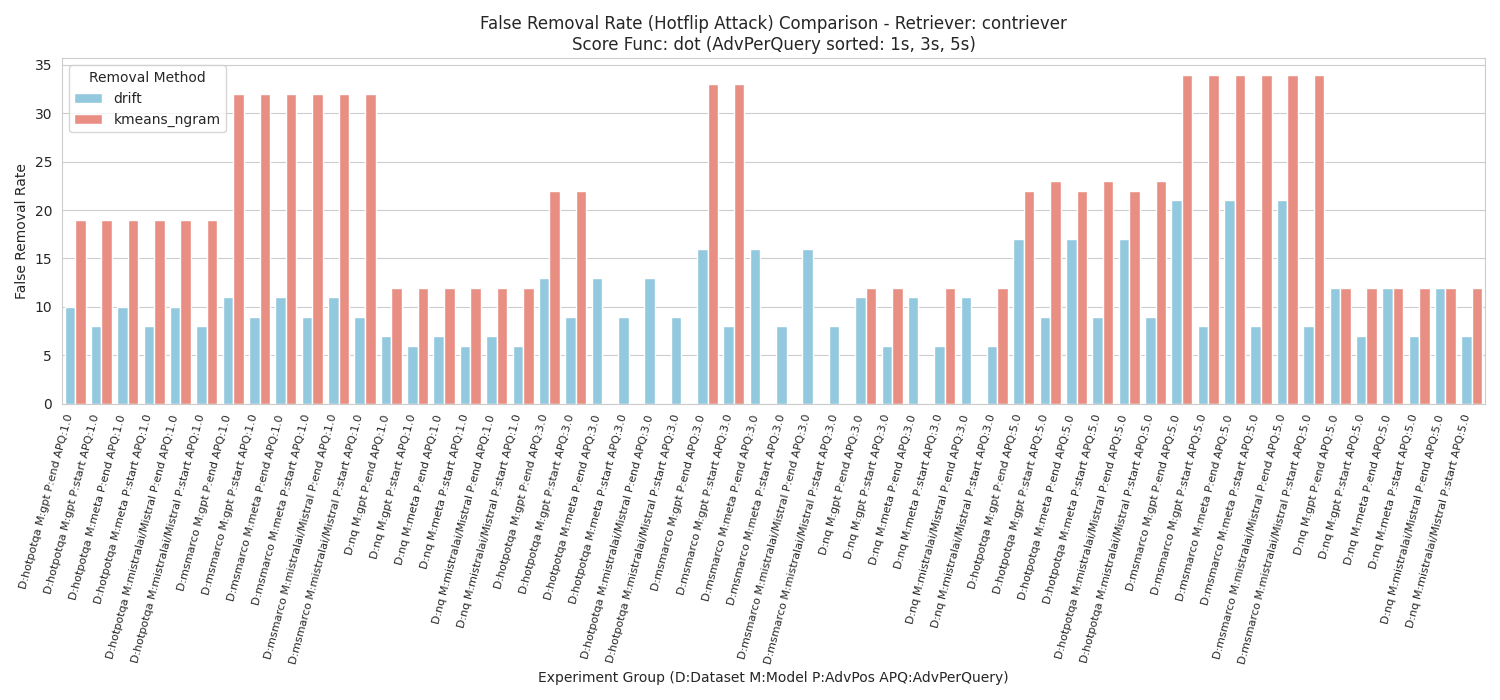 False Removal Rate (Hotflip Attack) Comparison - Retriever: contriever
Score Func: dot (AdvPerQuery sorted: 1s, 3s, 5s)
Removal Method
drift
kmeans_ngram
False Removal Rate
35
30
25
20
15
10
5
0
D:hotpotqa M:gpt P:end APQ:1.0
D:hotpotqa M:gpt P:start APQ:1.0
D:hotpotqa M:meta P:end APQ:1.0
D:hotpotqa M:meta P:start APQ:1.0
D:hotpotqa M:mistralai/Mistral P:end APQ:1.0
D:hotpotqa M:mistralai/Mistral P:start APQ:1.0
D:msmarco M:gpt P:end APQ:1.0
D:msmarco M:gpt P:start APQ:1.0
D:msmarco M:meta P:end APQ:1.0
D:msmarco M:meta P:start APQ:1.0
D:msmarco M:mistralai/Mistral P:end APQ:1.0
D:msmarco M:mistralai/Mistral P:start APQ:1.0
D:nq M:gpt P:end APQ:1.0
D:nq M:gpt P:start APQ:1.0
D:nq M:meta P:end APQ:1.0
D:nq M:meta P:start APQ:1.0
D:nq M:mistralai/Mistral P:end APQ:1.0
D:nq M:mistralai/Mistral P:start APQ:1.0
D:hotpotqa M:gpt P:end APQ:3.0
D:hotpotqa M:gpt P:start APQ:3.0
D:hotpotqa M:meta P:end APQ:3.0
D:hotpotqa M:meta P:start APQ:3.0
D:hotpotqa M:mistralai/Mistral P:end APQ:3.0
D:hotpotqa M:mistralai/Mistral P:start APQ:3.0
D:msmarco M:gpt P:end APQ:3.0
D:msmarco M:gpt P:start APQ:3.0
D:msmarco M:meta P:end APQ:3.0
D:msmarco M:meta P:start APQ:3.0
D:msmarco M:mistralai/Mistral P:end APQ:3.0
D:msmarco M:mistralai/Mistral P:start APQ:3.0
D:nq M:gpt P:end APQ:3.0
D:nq M:gpt P:start APQ:3.0
D:nq M:meta P:end APQ:3.0
D:nq M:meta P:start APQ:3.0
D:nq M:mistralai/Mistral P:end APQ:3.0
D:nq M:mistralai/Mistral P:start APQ:3.0
D:hotpotqa M:gpt P:end APQ:5.0
D:hotpotqa M:gpt P:start APQ:5.0
D:hotpotqa M:meta P:end APQ:5.0
D:hotpotqa M:meta P:start APQ:5.0
D:hotpotqa M:mistralai/Mistral P:end APQ:5.0
D:hotpotqa M:mistralai/Mistral P:start APQ:5.0
D:msmarco M:gpt P:end APQ:5.0
D:msmarco M:gpt P:start APQ:5.0
D:msmarco M:meta P:end APQ:5.0
D:msmarco M:meta P:start APQ:5.0
D:msmarco M:mistralai/Mistral P:end APQ:5.0
D:msmarco M:mistralai/Mistral P:start APQ:5.0
D:nq M:gpt P:end APQ:5.0
D:nq M:gpt P:start APQ:5.0
D:nq M:meta P:end APQ:5.0
D:nq M:meta P:start APQ:5.0
D:nq M:mistralai/Mistral P:end APQ:5.0
D:nq M:mistralai/Mistral P:start APQ:5.0
Experiment Group (D:Dataset M:Model P:AdvPos APQ:AdvPerQuery)